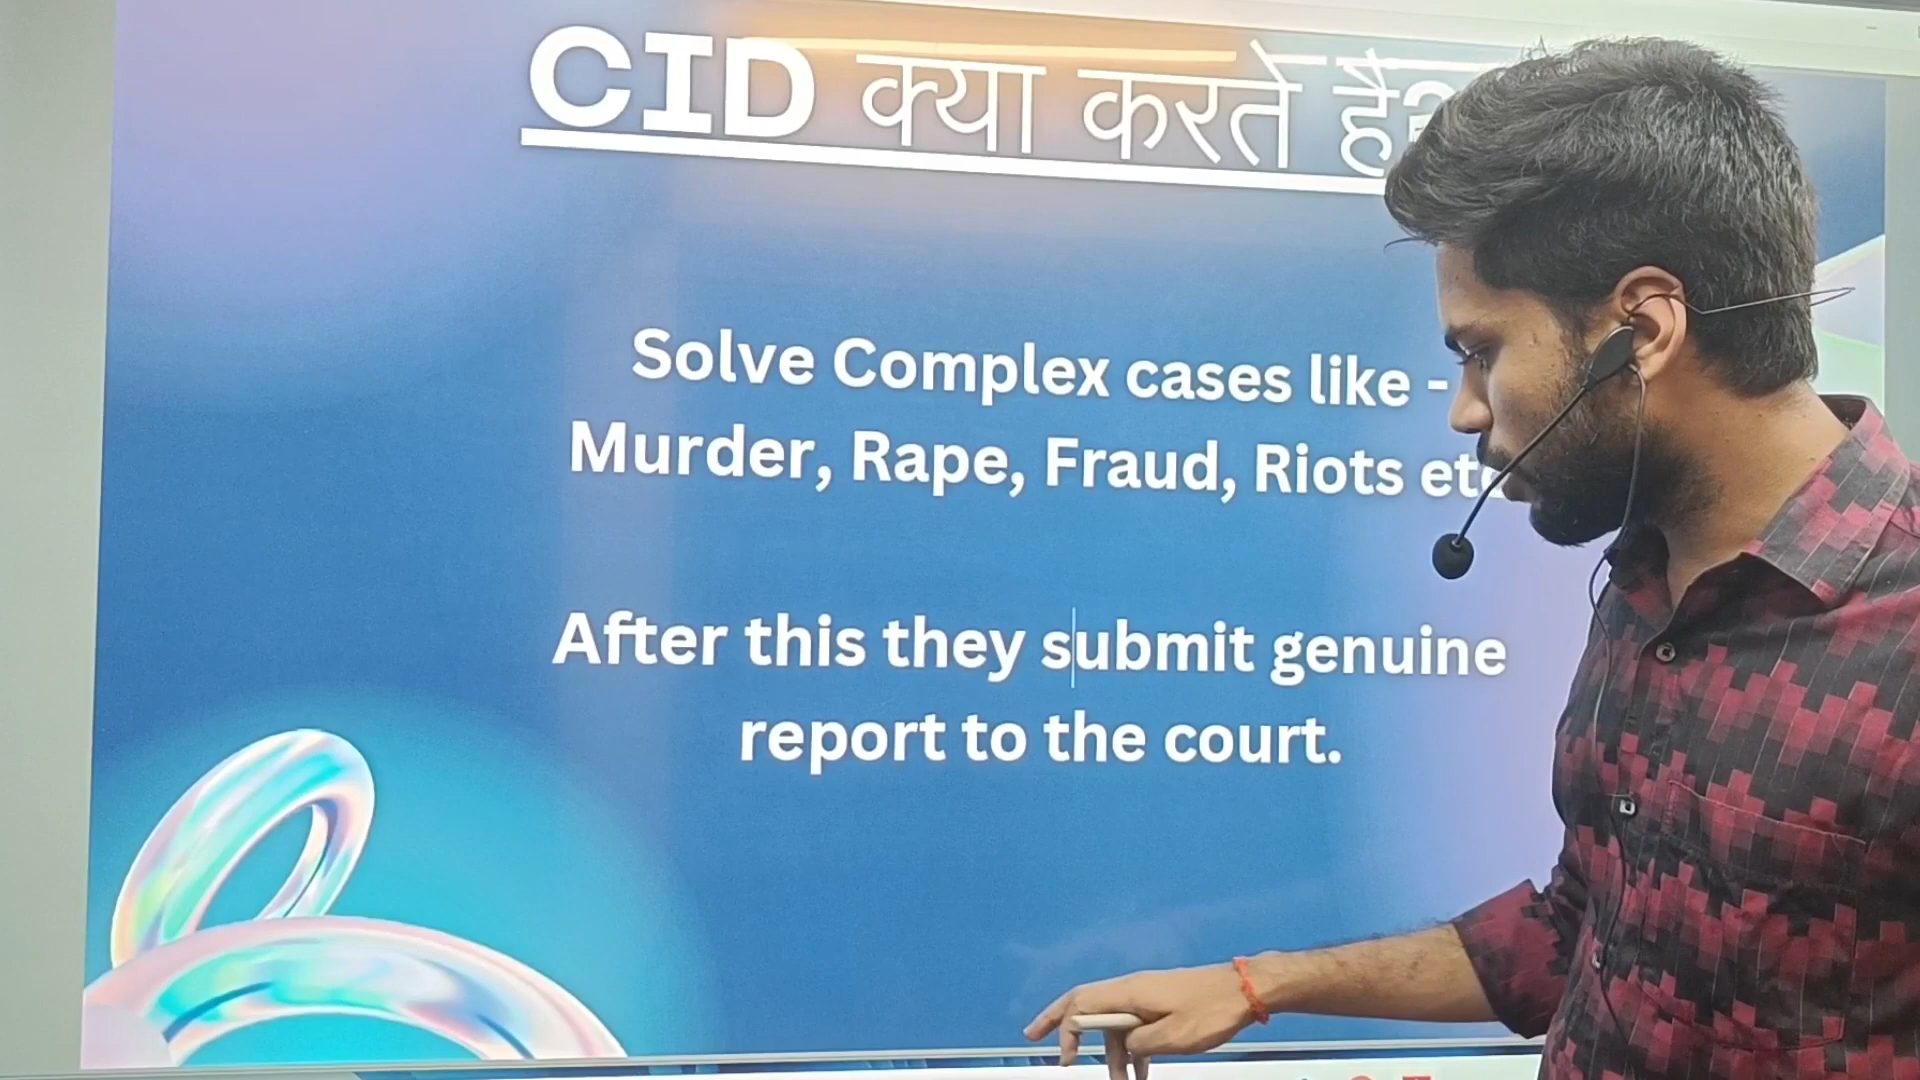 CID क्या करते हैं?
Solve Complex cases like -
Murder, Rape, Fraud, Riots etc
After this they submit genuine
report to the court.